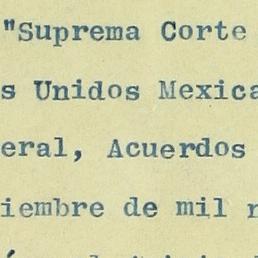 "Suprema Corte
s Unidos Mexica
eral, Acuerdos
iembre de mil